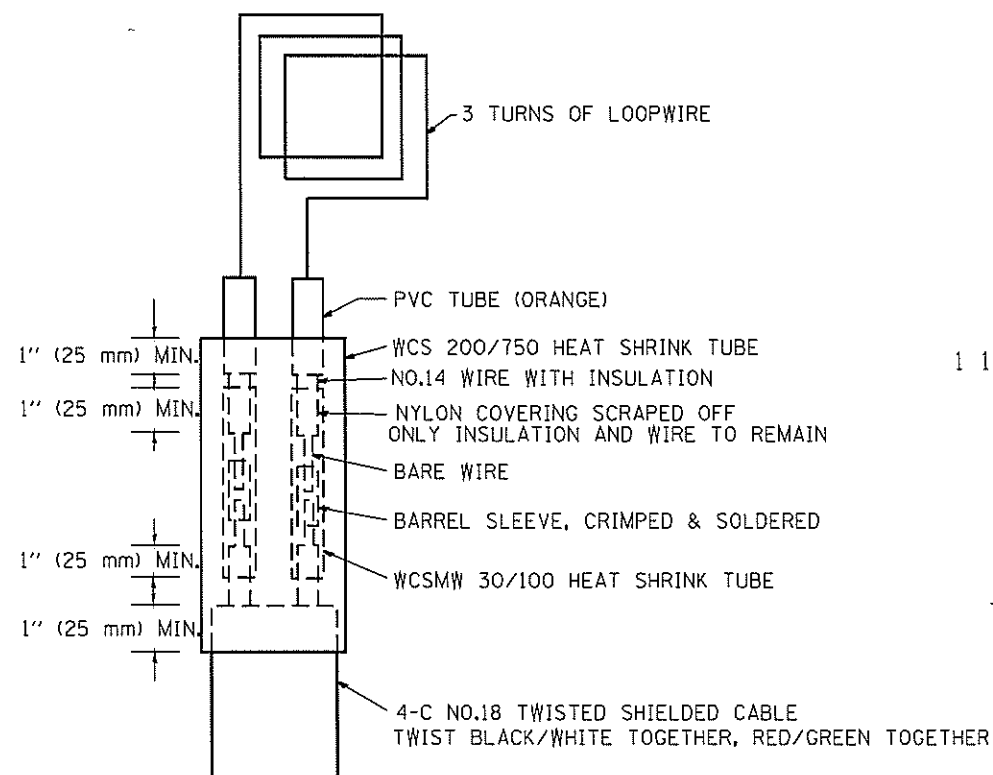 3 TURNS OF LOOPWIRE
PVC TUBE (ORANGE)
1" (25 mm) MIN.
WCS 200/750 HEAT SHRINK TUBE
1 1
NO.14 WIRE WITH INSULATION
1" (25 mm) MIN.
NYLON COVERING SCRAPED OFF
ONLY INSULATION AND WIRE TO REMAIN
BARE WIRE
BARREL SLEEVE, CRIMPED & SOLDERED
1" (25 mm) MIN.
WCSMW 30/100 HEAT SHRINK TUBE
1" (25 mm) MIN.
4-C NO.18 TWISTED SHIELDED CABLE
TWIST BLACK/WHITE TOGETHER, RED/GREEN TOGETHER